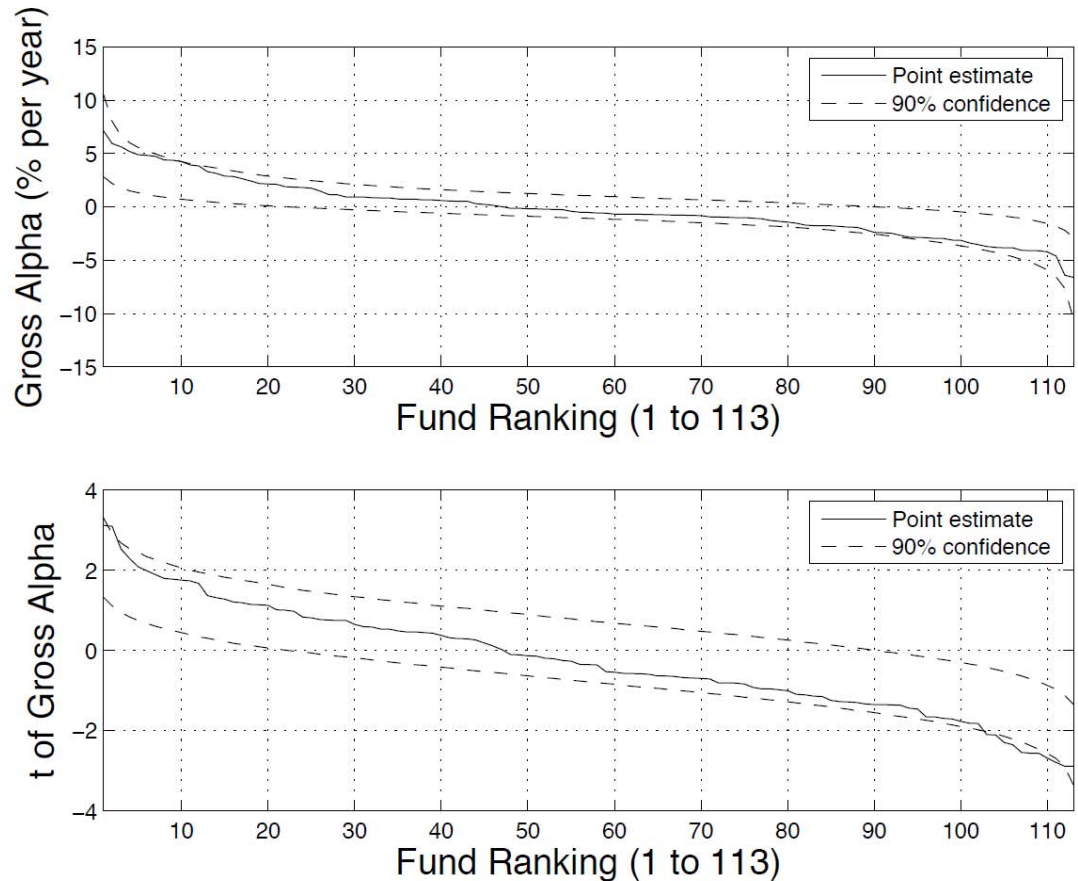 Gross Alpha (% per year)
15
10
5
0
−5
−10
−15
Point estimate
90% confidence
10 20 30 40 50 60 70 80 90 100 110
Fund Ranking (1 to 113)
t of Gross Alpha
4
2
0
−2
−4
Point estimate
90% confidence
10 20 30 40 50 60 70 80 90 100 110
Fund Ranking (1 to 113)